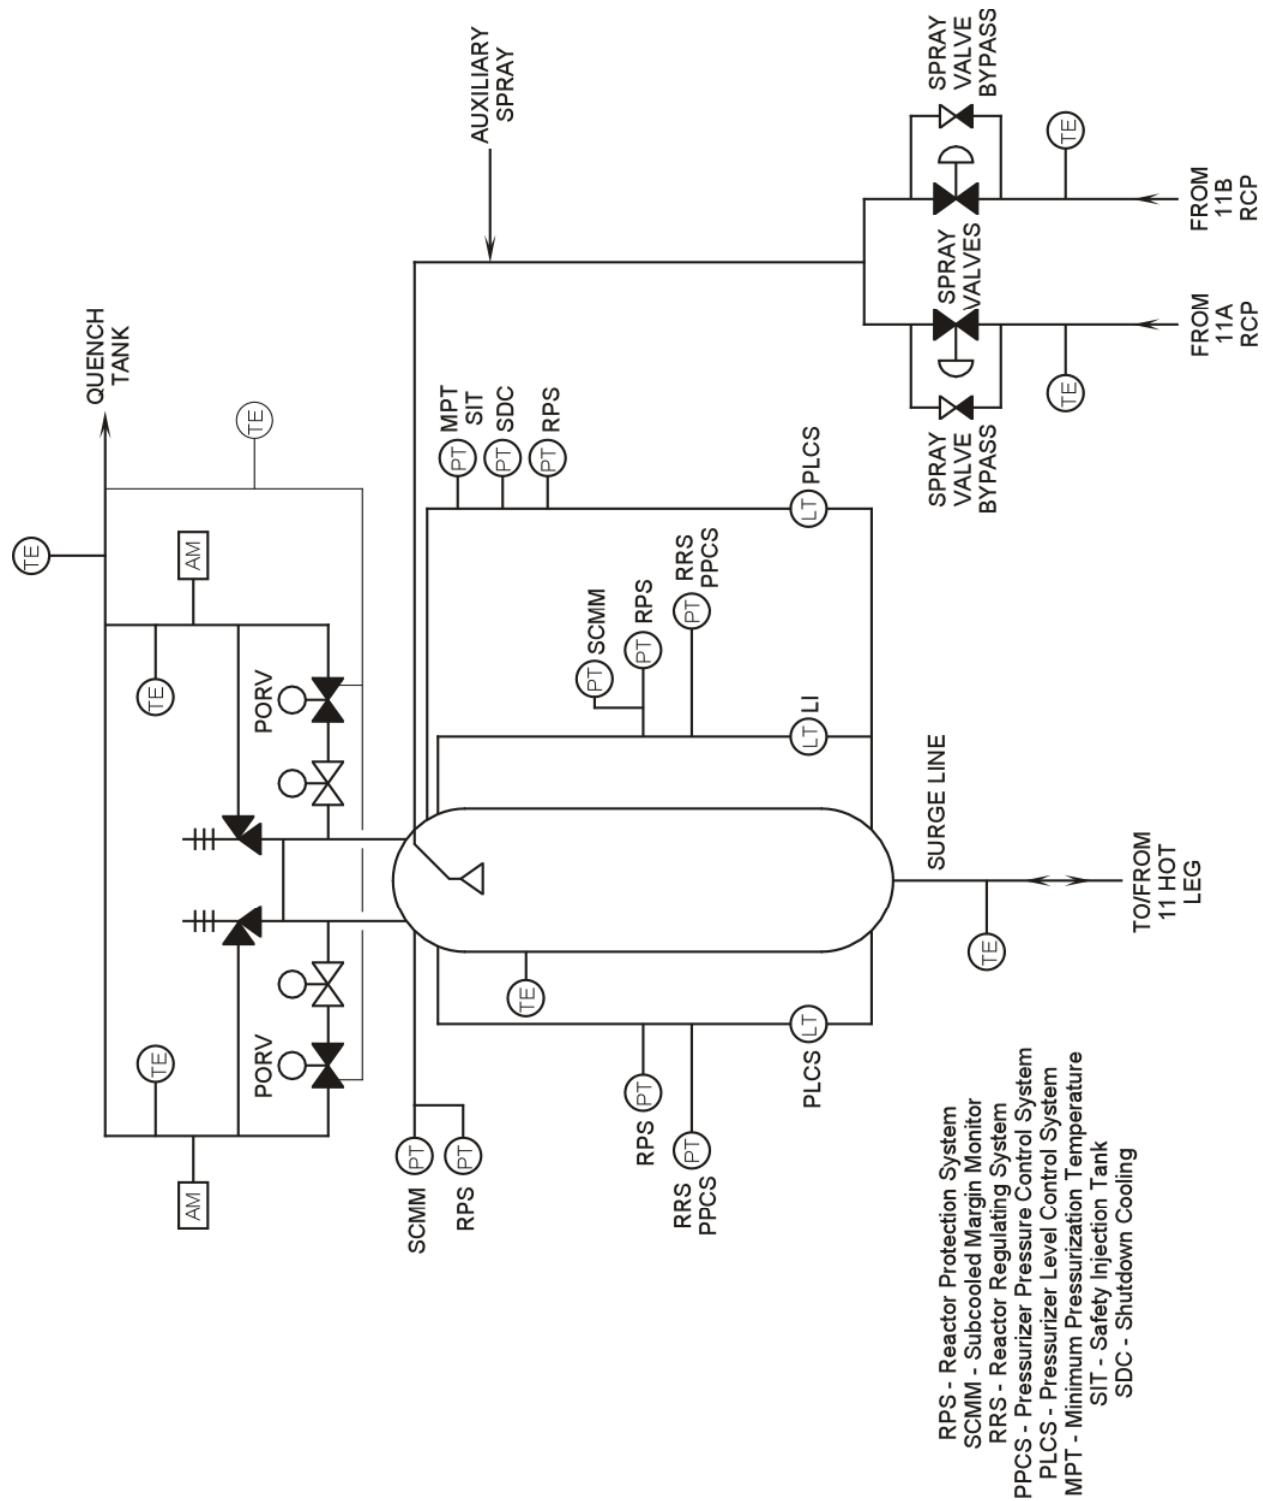 QUENCH
TANK
TE
TE
AM
TE
PORV
TE
PORV
AM
AUXILIARY
SPRAY
SPRAY
VALVE
BYPASS
TE
FROM
11B
RCP
SPRAY
VALVES
FROM
11A
RCP
TE
SPRAY
VALVE
BYPASS
PT
MPT
SIT
PT
SDC
PT
RPS
LT
PLCS
PT
SCMM
PT
RPS
PT
RRS
PPCS
LT
LI
SURGE LINE
TO/FROM
11 HOT
LEG
TE
TE
TE
SCMM
PT
RPS
PT
RPS
PT
RRS
PPCS
PT
PLCS
LT
RPS - Reactor Protection System
SCMM - Subcooled Margin Monitor
RRS - Reactor Regulating System
PPCS - Pressurizer Pressure Control System
PLCS - Pressurizer Level Control System
MPT - Minimum Pressurization Temperature
SIT - Safety Injection Tank
SDC - Shutdown Cooling